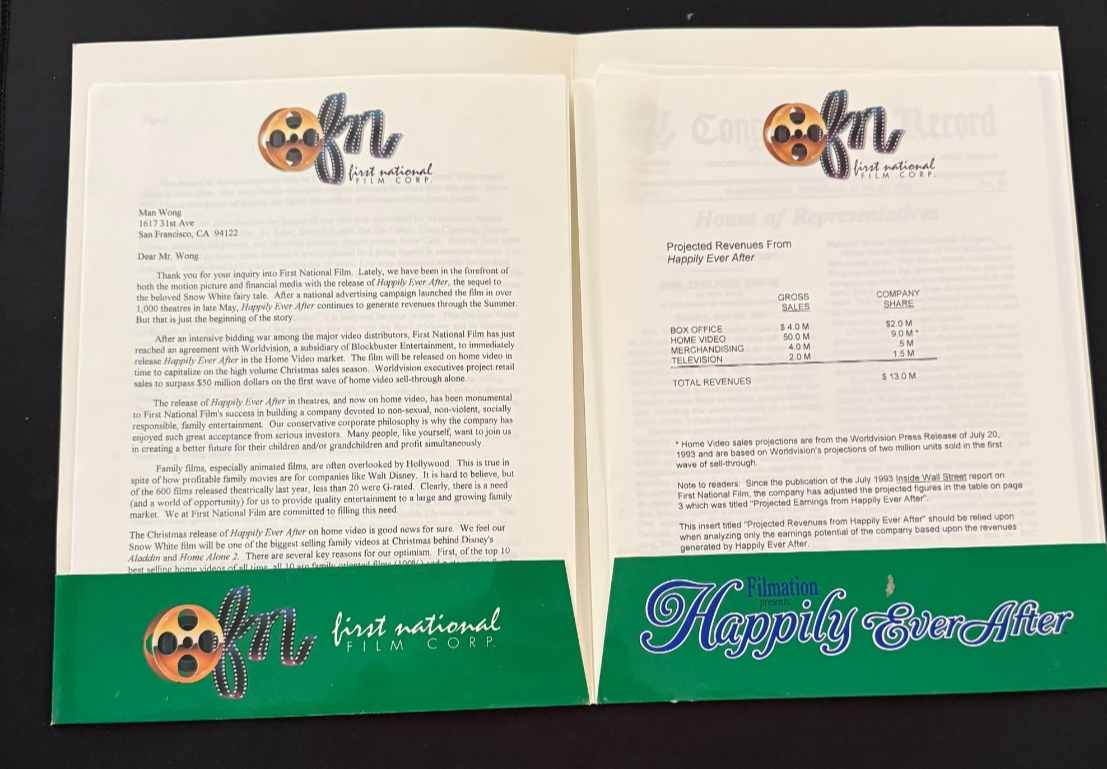 fn
first national
FILM CORP.
Man Wong
1617 31st Ave
San Francisco, CA 94122
Dear Mr. Wong:
Thank you for your inquiry into First National Film. Lately, we have been in the forefront of
both the motion picture and financial media with the release of Happily Ever After, the sequel to
the beloved Snow White fairy tale. After a national advertising campaign launched the film in over
1,000 theatres in late May, Happily Ever After continues to generate revenues through the Summer.
But that is just the beginning of the story.
After an intensive bidding war among the major video distributors, First National Film has just
reached an agreement with Worldvision, a subsidiary of Blockbuster Entertainment, to immediately
release Happily Ever After in the Home Video market. The film will be released on home video in
time to capitalize on the high volume Christmas sales season. Worldvision executives project retail
sales to surpass $50 million dollars on the first wave of home video sell-through alone.
The release of Happily Ever After in theatres, and now on home video, has been monumental
to First National Film's success in building a company devoted to non-sexual, non-violent, socially
responsible, family entertainment. Our conservative corporate philosophy is why the company has
enjoyed such great acceptance from serious investors. Many people, like yourself, want to join us
in creating a better future for their children and/or grandchildren and profit simultaneously.
Family films, especially animated films, are often overlooked by Hollywood. This is true in
spite of how profitable family movies are for companies like Walt Disney. It is hard to believe, but
of the 600 films released theatrically last year, less than 20 were G-rated. Clearly, there is a need
(and a world of opportunity) for us to provide quality entertainment to a large and growing family
market. We at First National Film are committed to filling this need.
The Christmas release of Happily Ever After on home video is good news for sure. We feel our
Snow White film will be one of the biggest selling family videos at Christmas behind Disney's
Aladdin and Home Alone 2. There are several key reasons for our optimism. First, of the top 10
best selling home videos of all time, all 10 are family oriented films (100%)
fn
first national
FILM CORP.
fn
first national
FILM CORP.
Record
House of Representatives
Projected Revenues From
Happily Ever After
GROSS SALES COMPANY SHARE
BOX OFFICE $ 4.0 M $2.0 M
HOME VIDEO 50.0 M 9.0 M *
MERCHANDISING 4.0 M .5 M
TELEVISION 2.0 M 1.5 M
TOTAL REVENUES $ 13.0 M
* Home Video sales projections are from the Worldvision Press Release of July 20,
1993 and are based on Worldvision's projections of two million units sold in the first
wave of sell-through.
Note to readers: Since the publication of the July 1993 Inside Wall Street report on
First National Film, the company has adjusted the projected figures in the table on page
3 which was titled "Projected Earnings from Happily Ever After".
This insert titled "Projected Revenues from Happily Ever After" should be relied upon
when analyzing only the earnings potential of the company based upon the revenues
generated by Happily Ever After.
Filmation
presents
Happily Ever After